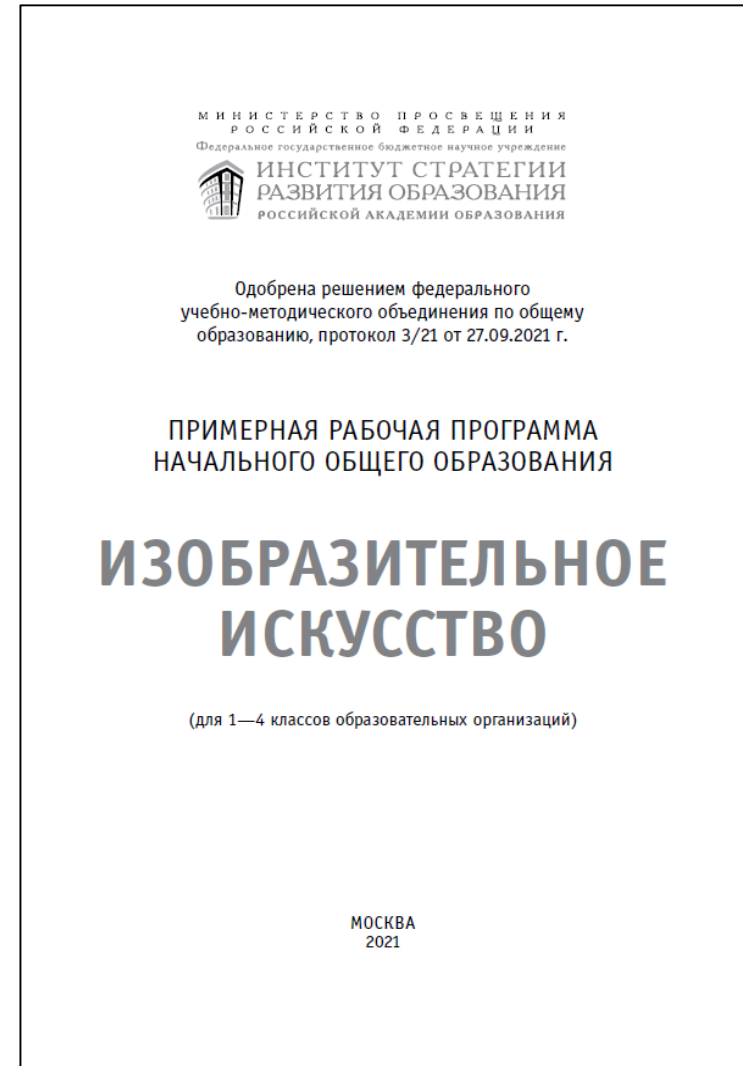 МИНИСТЕРСТВО ПРОСВЕЩЕНИЯ
РОССИЙСКОЙ ФЕДЕРАЦИИ
Федеральное государственное бюджетное научное учреждение
ИНСТИТУТ СТРАТЕГИИ
РАЗВИТИЯ ОБРАЗОВАНИЯ
РОССИЙСКОЙ АКАДЕМИИ ОБРАЗОВАНИЯ
Одобрена решением федерального
учебно-методического объединения по общему
образованию, протокол 3/21 от 27.09.2021 г.
ПРИМЕРНАЯ РАБОЧАЯ ПРОГРАММА
НАЧАЛЬНОГО ОБЩЕГО ОБРАЗОВАНИЯ
ИЗОБРАЗИТЕЛЬНОЕ
ИСКУССТВО
(для 1—4 классов образовательных организаций)
МОСКВА
2021